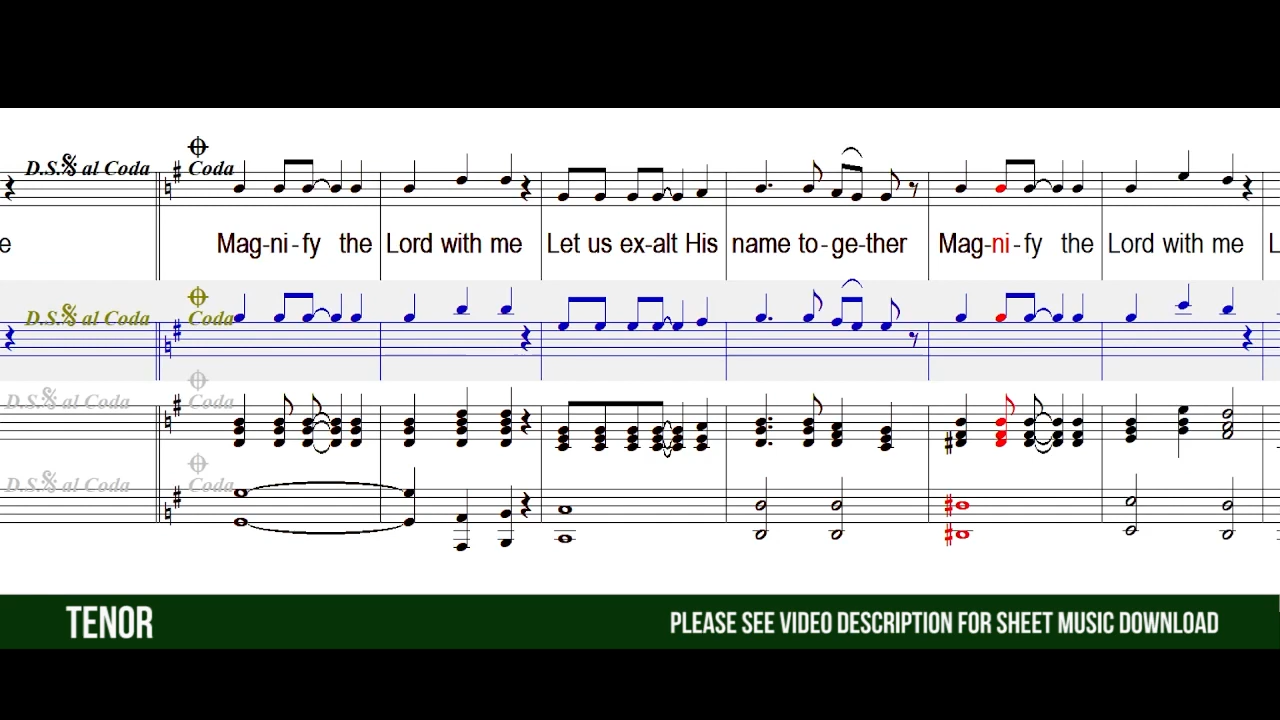 D.S.𝄋 al Coda Coda
e Mag-ni-fy the Lord with me Let us ex-alt His name to-ge-ther Mag-ni-fy the Lord with me L
D.S.𝄋 al Coda Coda
D.S.𝄋 al Coda Coda
D.S.𝄋 al Coda Coda
TENOR PLEASE SEE VIDEO DESCRIPTION FOR SHEET MUSIC DOWNLOAD